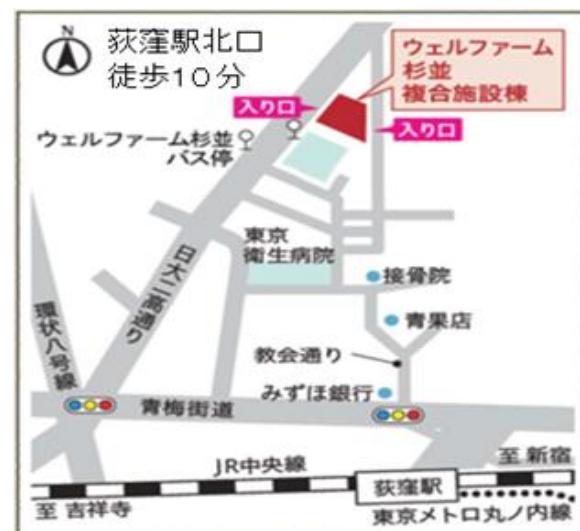 N
荻窪駅北口
徒歩10分
ウェルファーム
杉並
複合施設棟
入り口
入り口
ウェルファーム杉並
バス停
東京
衛生病院
日大二高通り
接骨院
環状八号線
青果店
教会通り
みずほ銀行
青梅街道
JR中央線
至 新宿
荻窪駅
至 吉祥寺
東京メトロ丸ノ内線